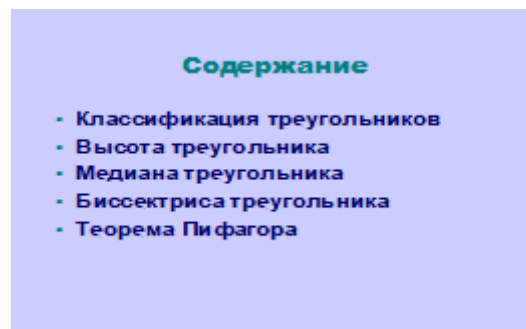 Содержание
Классификация треугольников
Высота треугольника
Медиана треугольника
Биссектриса треугольника
Теорема Пифагора